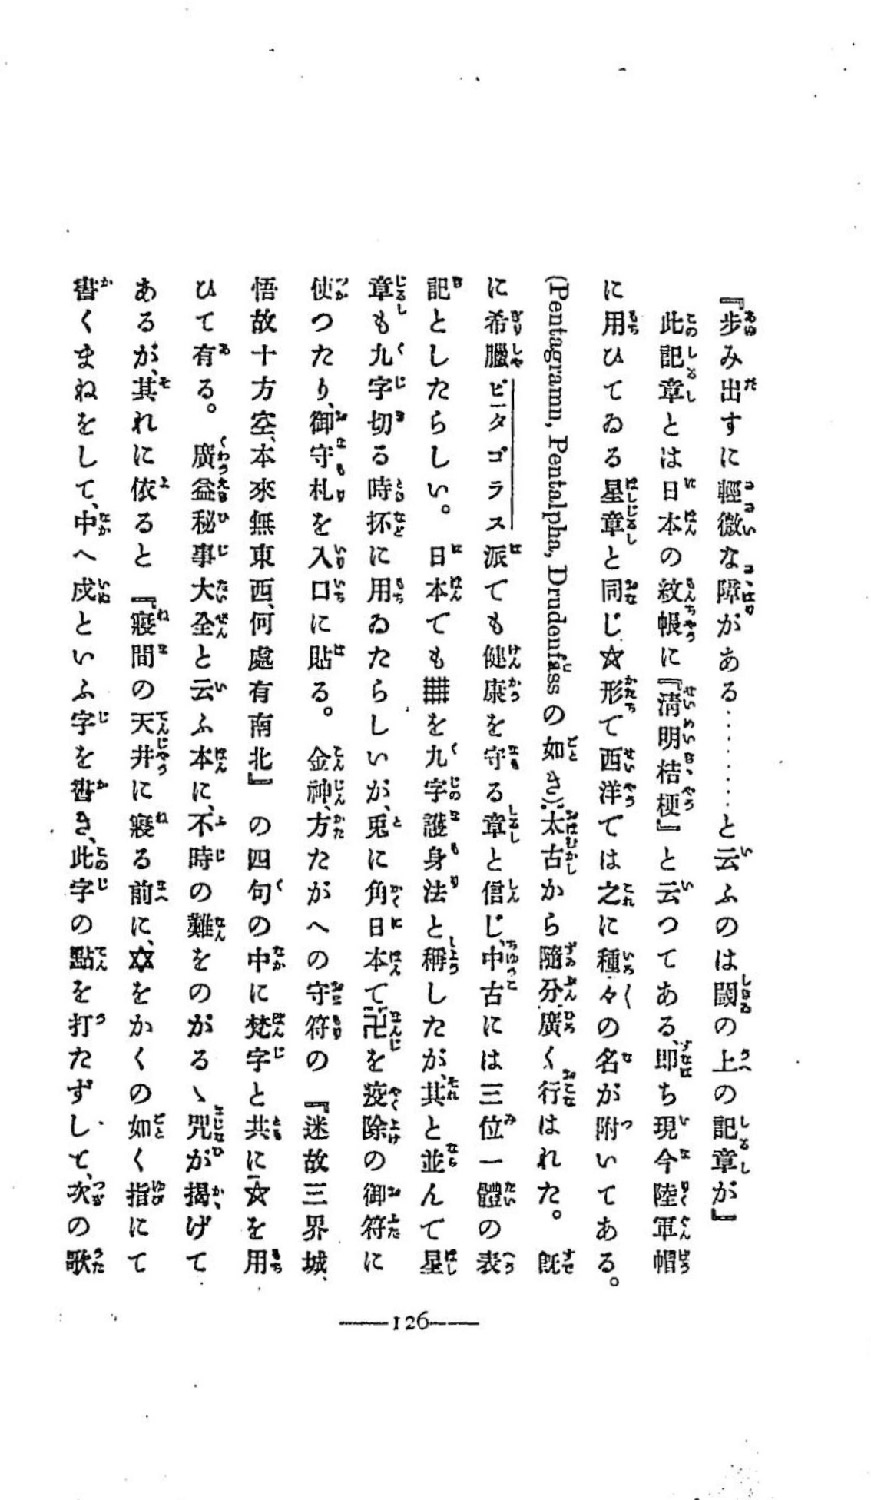 『歩み出すに輕微な障がある………と云ふのは閾の上の記章が』
此記章とは日本の紋帳に『淸明桔梗』と云つてある、即ち現今陸軍帽
に用ひてゐる星章と同じ☆形で西洋では之に種々の名が附いてある。
(Pentagramn, Pentalpha, Drudenfass の如き)太古から隨分廣く行はれた。旣
に希臘ピータゴラス派でも健康を守る章と信じ、中古には三位一體の表
記としたらしい。日本でも卌を九字護身法と稱したが、其と並んで星
章も九字切る時抔に用ゐたらしいが、兎に角日本で卍を疫除の御符に
使つたり、御守札を入口に貼る。金神、方たがへの守符の『迷故三界城、
悟故十方空、本來無東西、何處有南北』の四句の中に梵字と共に☆を用
ひて有る。廣益秘事大全と云ふ本に、不時の難をのがるゝ咒が揭げて
あるが、其れに依ると『寢間の天井に寢る前に、✡をかくの如く指にて
書くまねをして、中へ戍といふ字を書き、此字の點を打たずして、次の歌
126